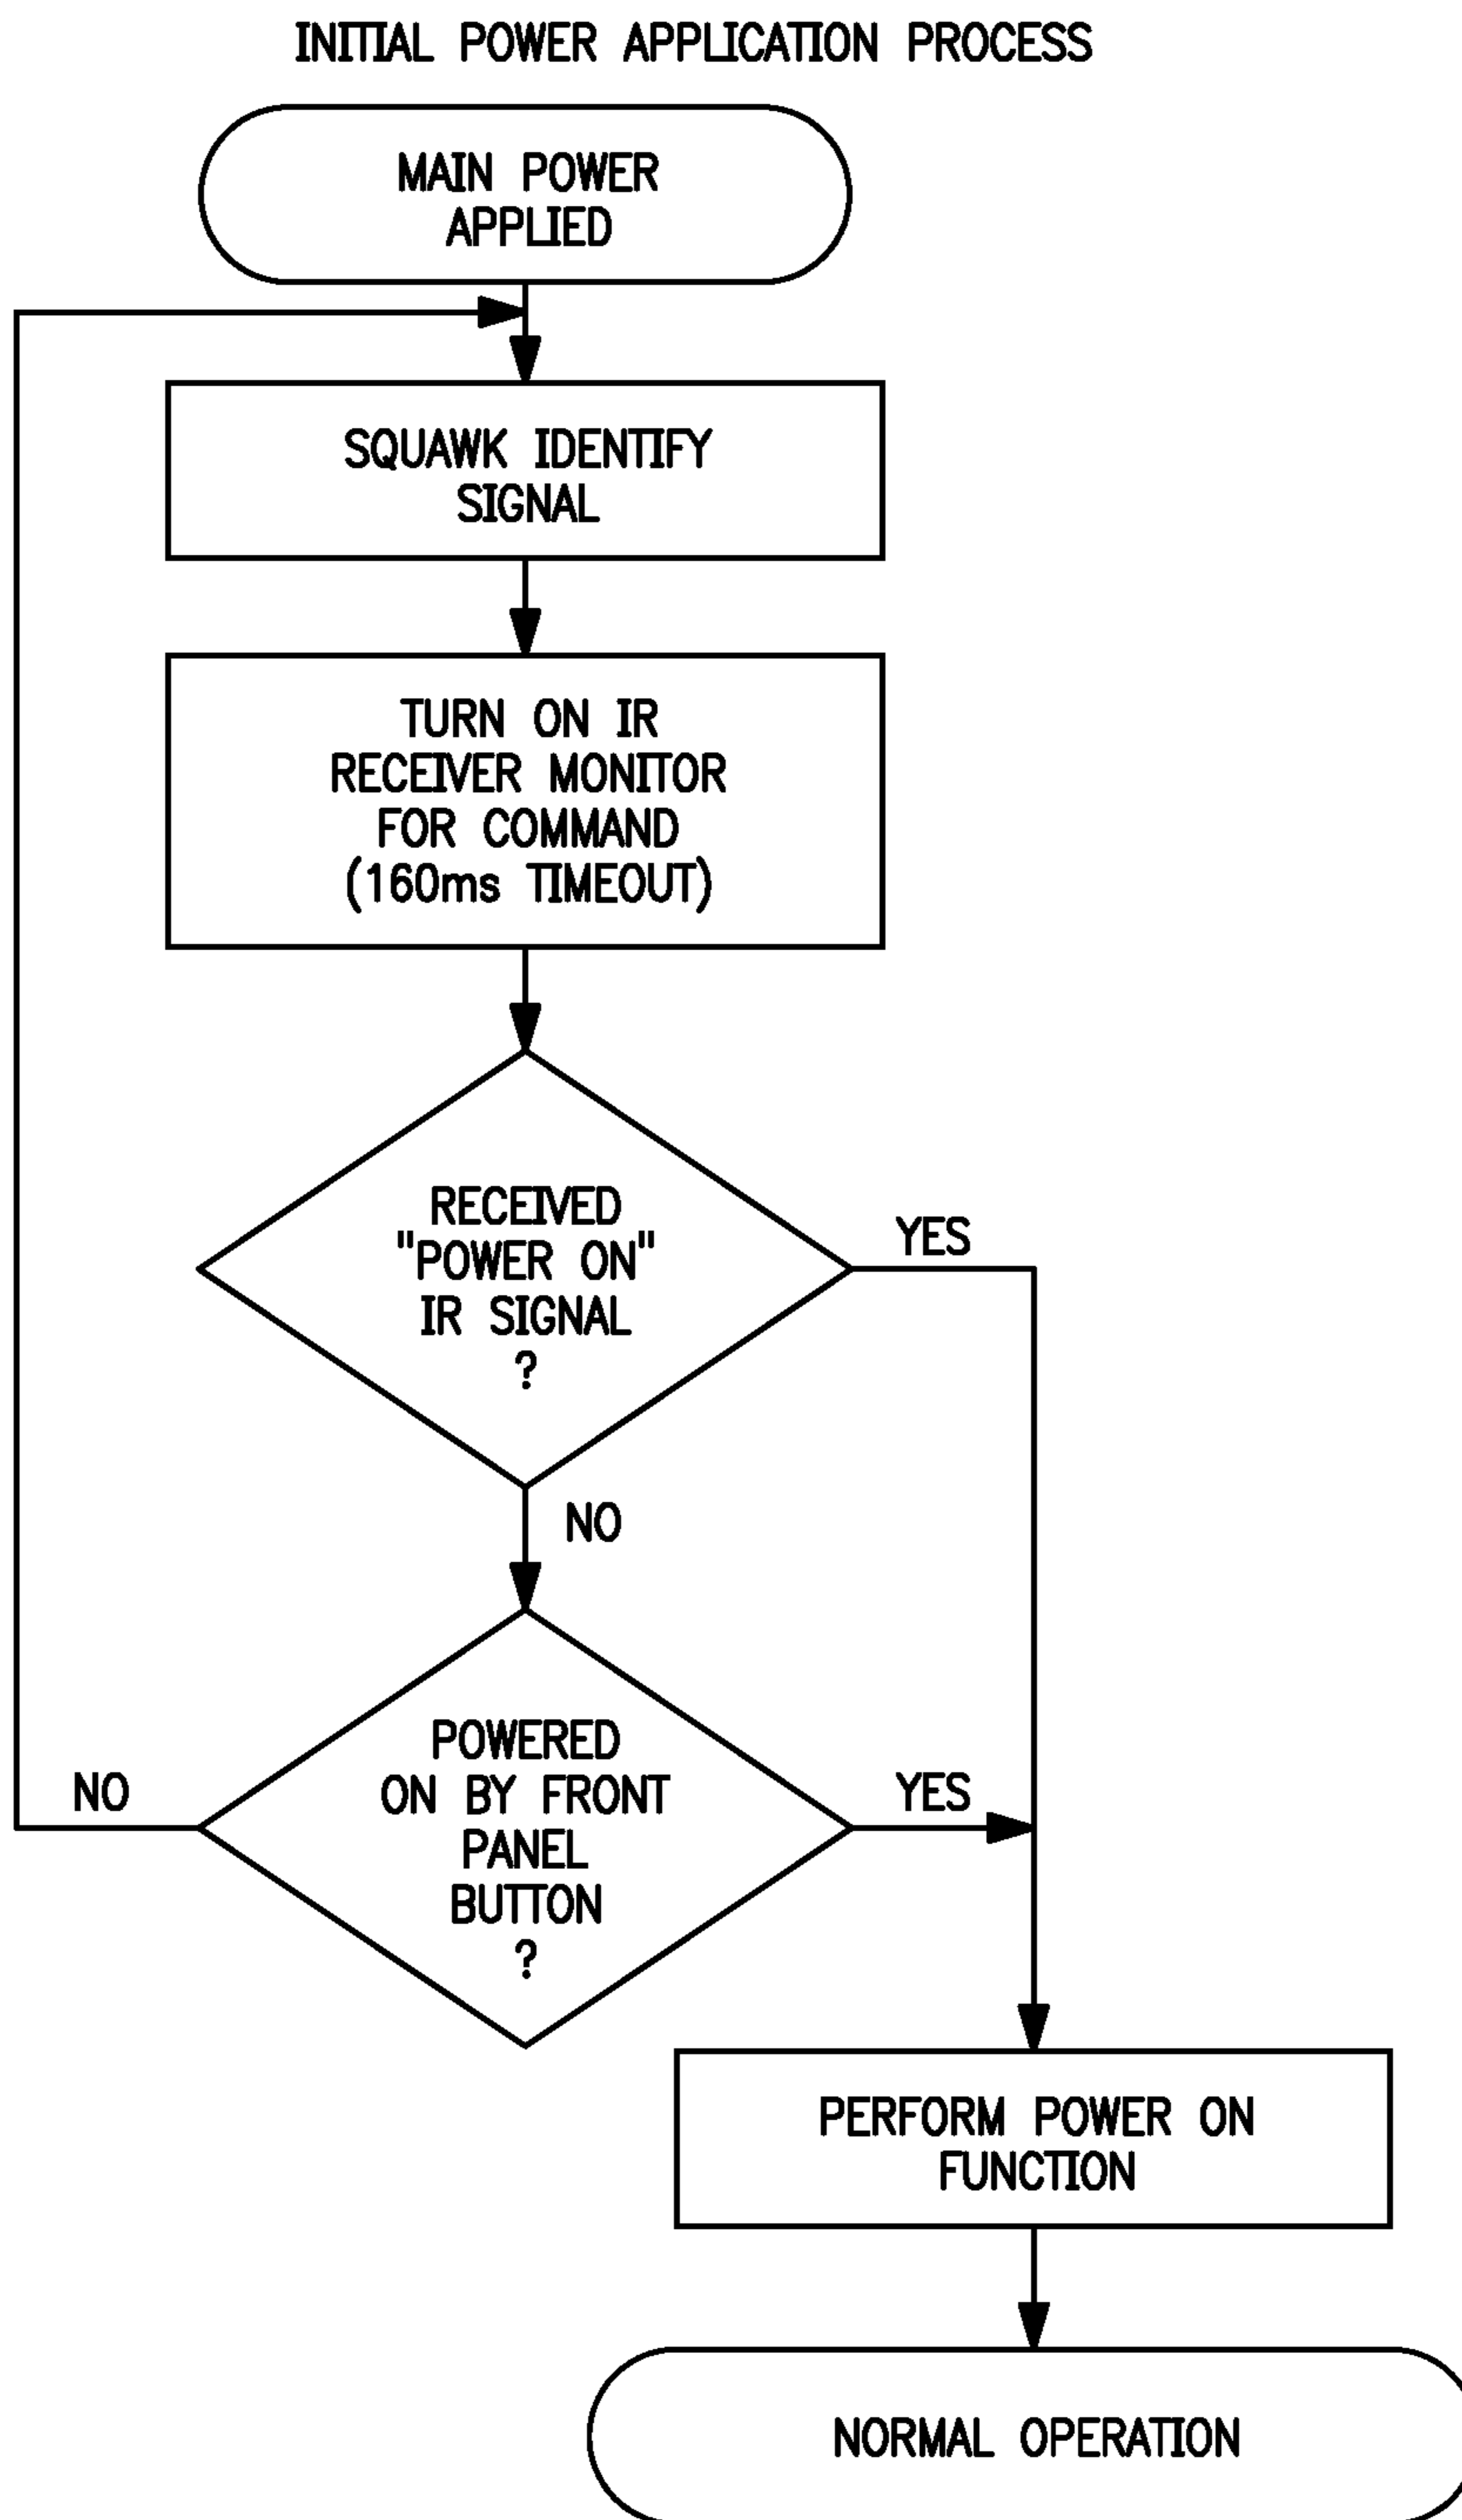 INITIAL POWER APPLICATION PROCESS
MAIN POWER
APPLIED
SQUAWK IDENTIFY
SIGNAL
TURN ON IR
RECEIVER MONITOR
FOR COMMAND
(160ms TIMEOUT)
RECEIVED
"POWER ON"
IR SIGNAL
?
YES
NO
POWERED
ON BY FRONT
PANEL
BUTTON
?
NO
YES
PERFORM POWER ON
FUNCTION
NORMAL OPERATION